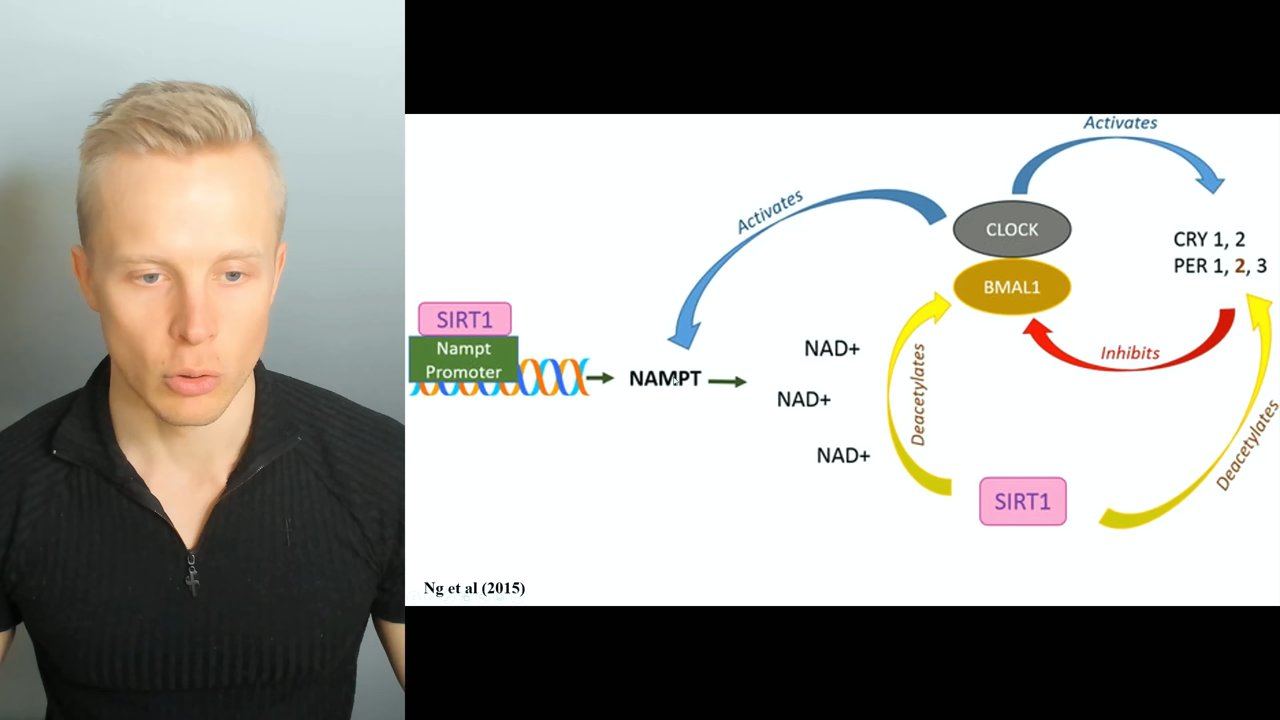 Activates
Activates
CLOCK
CRY 1, 2
PER 1, 2, 3
BMAL1
SIRT1
Nampt
Promoter
NAMPT
NAD+
NAD+
NAD+
Inhibits
Deacetylates
Deacetylates
SIRT1
Ng et al (2015)